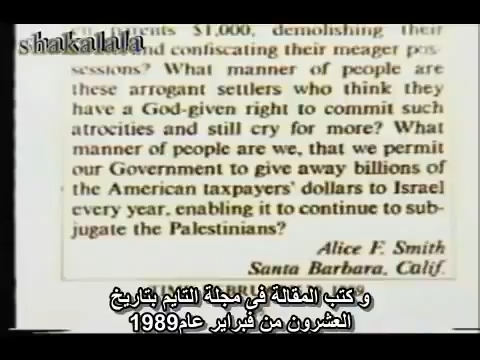 shakalala
parents $1,000, demolishing their
and confiscating their meager pos-
sessions? What manner of people are
these arrogant settlers who think they
have a God-given right to commit such
atrocities and still cry for more? What
manner of people are we, that we permit
our Government to give away billions of
the American taxpayers' dollars to Israel
every year, enabling it to continue to sub-
jugate the Palestinians?
Alice F. Smith
Santa Barbara, Calif.
و كتب المقالة في مجلة التايم بتاريخ
العشرون من فبراير عام1989